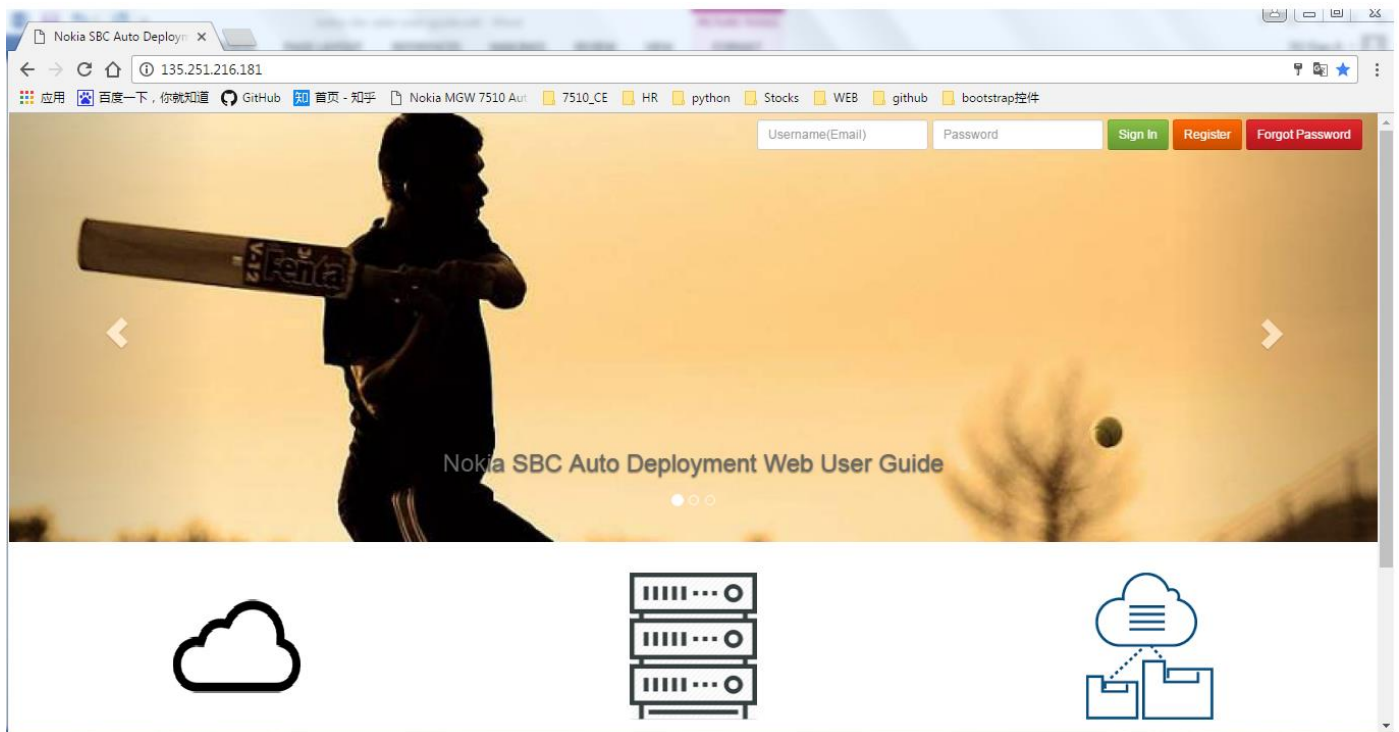 Nokia SBC Auto Deploym
135.251.216.181
应用 百度一下，你就知道 GitHub 知 首页 - 知乎 Nokia MGW 7510 Aut 7510_CE HR python Stocks WEB github bootstrap控件
Username(Email) Password Sign In Register Forgot Password
V-12 Fenta
Nokia SBC Auto Deployment Web User Guide